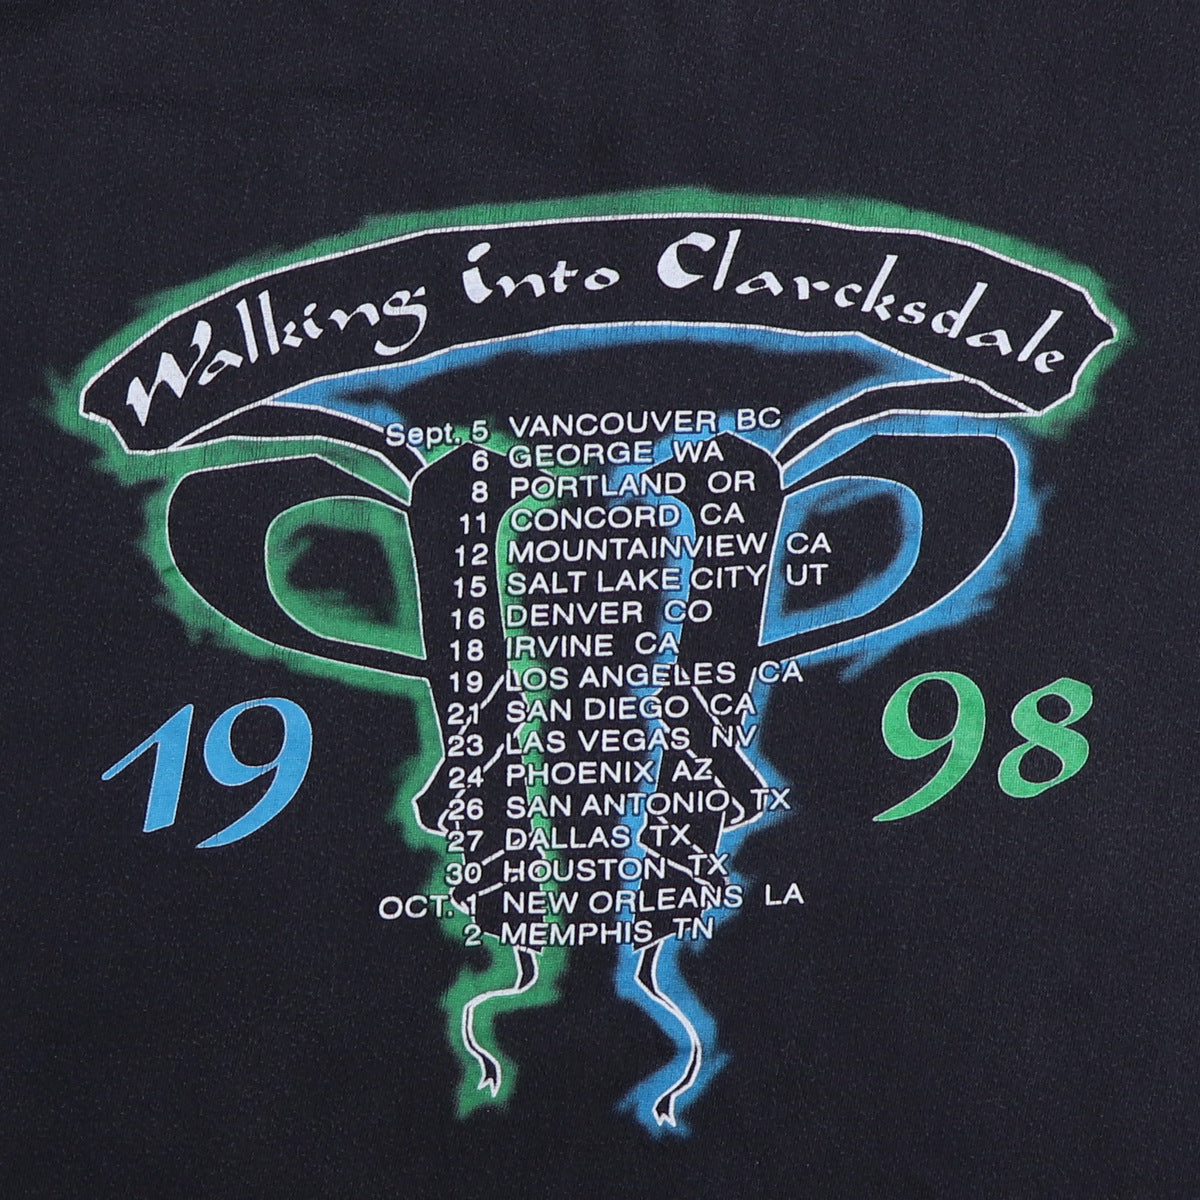 Walking into Clarcksdale
Sept. 5 VANCOUVER BC
6 GEORGE WA
8 PORTLAND OR
11 CONCORD CA
12 MOUNTAINVIEW CA
15 SALT LAKE CITY UT
16 DENVER CO
18 IRVINE CA
19 LOS ANGELES CA
21 SAN DIEGO CA
23 LAS VEGAS NV
24 PHOENIX AZ
26 SAN ANTONIO TX
27 DALLAS TX
30 HOUSTON TX
OCT. 1 NEW ORLEANS LA
2 MEMPHIS TN
19 98